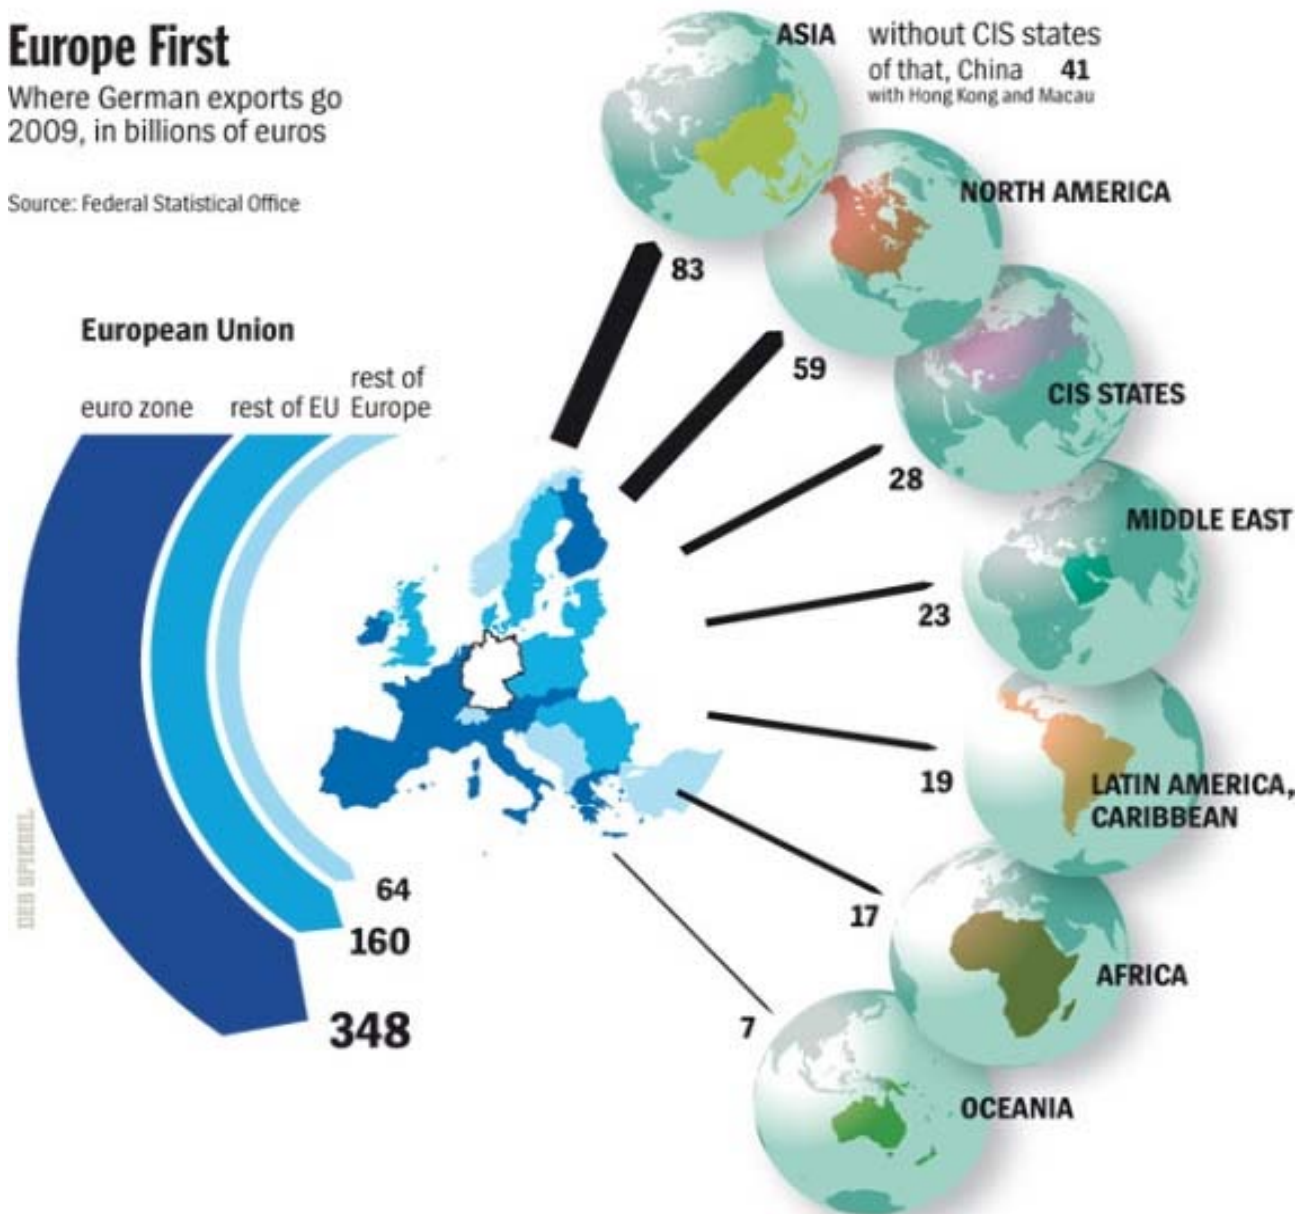 Europe First
Where German exports go
2009, in billions of euros
Source: Federal Statistical Office
ASIA
without CIS states
of that, China 41
with Hong Kong and Macau
83
NORTH AMERICA
59
CIS STATES
28
MIDDLE EAST
23
LATIN AMERICA,
CARIBBEAN
19
AFRICA
17
OCEANIA
7
European Union
euro zone
rest of EU
rest of
Europe
64
160
348
DER SPIEGEL